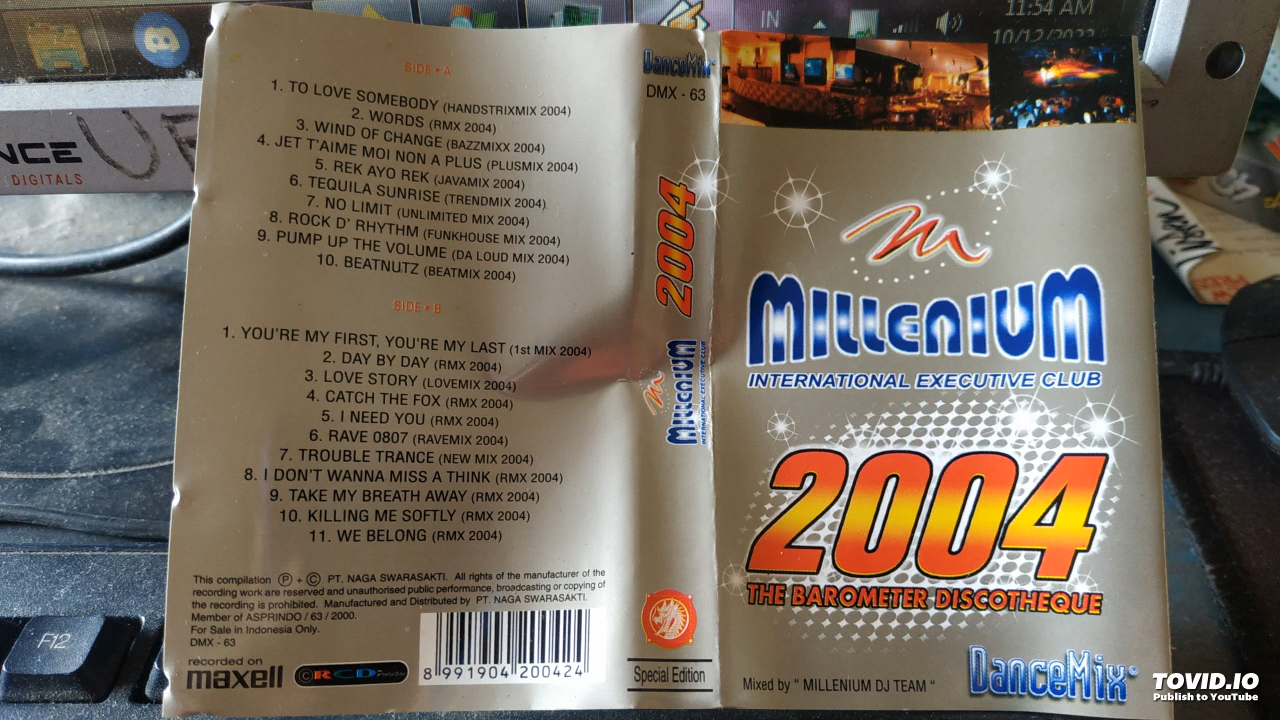 IN
11:54 AM
10/12/2022
NCE UP
DIGITALS
F12
SIDE • A
1. TO LOVE SOMEBODY (HANDSTRIXMIX 2004)
2. WORDS (RMX 2004)
3. WIND OF CHANGE (BAZZMIXX 2004)
4. JET T'AIME MOI NON A PLUS (PLUSMIX 2004)
5. REK AYO REK (JAVAMIX 2004)
6. TEQUILA SUNRISE (TRENDMIX 2004)
7. NO LIMIT (UNLIMITED MIX 2004)
8. ROCK D' RHYTHM (FUNKHOUSE MIX 2004)
9. PUMP UP THE VOLUME (DA LOUD MIX 2004)
10. BEATNUTZ (BEATMIX 2004)
SIDE • B
1. YOU'RE MY FIRST, YOU'RE MY LAST (1st MIX 2004)
2. DAY BY DAY (RMX 2004)
3. LOVE STORY (LOVEMIX 2004)
4. CATCH THE FOX (RMX 2004)
5. I NEED YOU (RMX 2004)
6. RAVE 0807 (RAVEMIX 2004)
7. TROUBLE TRANCE (NEW MIX 2004)
8. I DON'T WANNA MISS A THINK (RMX 2004)
9. TAKE MY BREATH AWAY (RMX 2004)
10. KILLING ME SOFTLY (RMX 2004)
11. WE BELONG (RMX 2004)
This compilation Ⓟ + © PT. NAGA SWARASAKTI. All rights of the manufacturer of the
recording work are reserved and unauthorised public performance, broadcasting or copying of
the recording is prohibited. Manufactured and Distributed by PT. NAGA SWARASAKTI.
Member of ASPRINDO / 63 / 2000.
For Sale in Indonesia Only.
DMX - 63
recorded on
maxell
RCD Production
8 991904 200424
DanceMix
DMX - 63
2004
m
MILLENIUM
INTERNATIONAL EXECUTIVE CLUB
Special Edition
m
MILLENIUM
INTERNATIONAL EXECUTIVE CLUB
2004
THE BAROMETER DISCOTHEQUE
DanceMix
Mixed by " MILLENIUM DJ TEAM "
TOVID.IO
Publish to YouTube